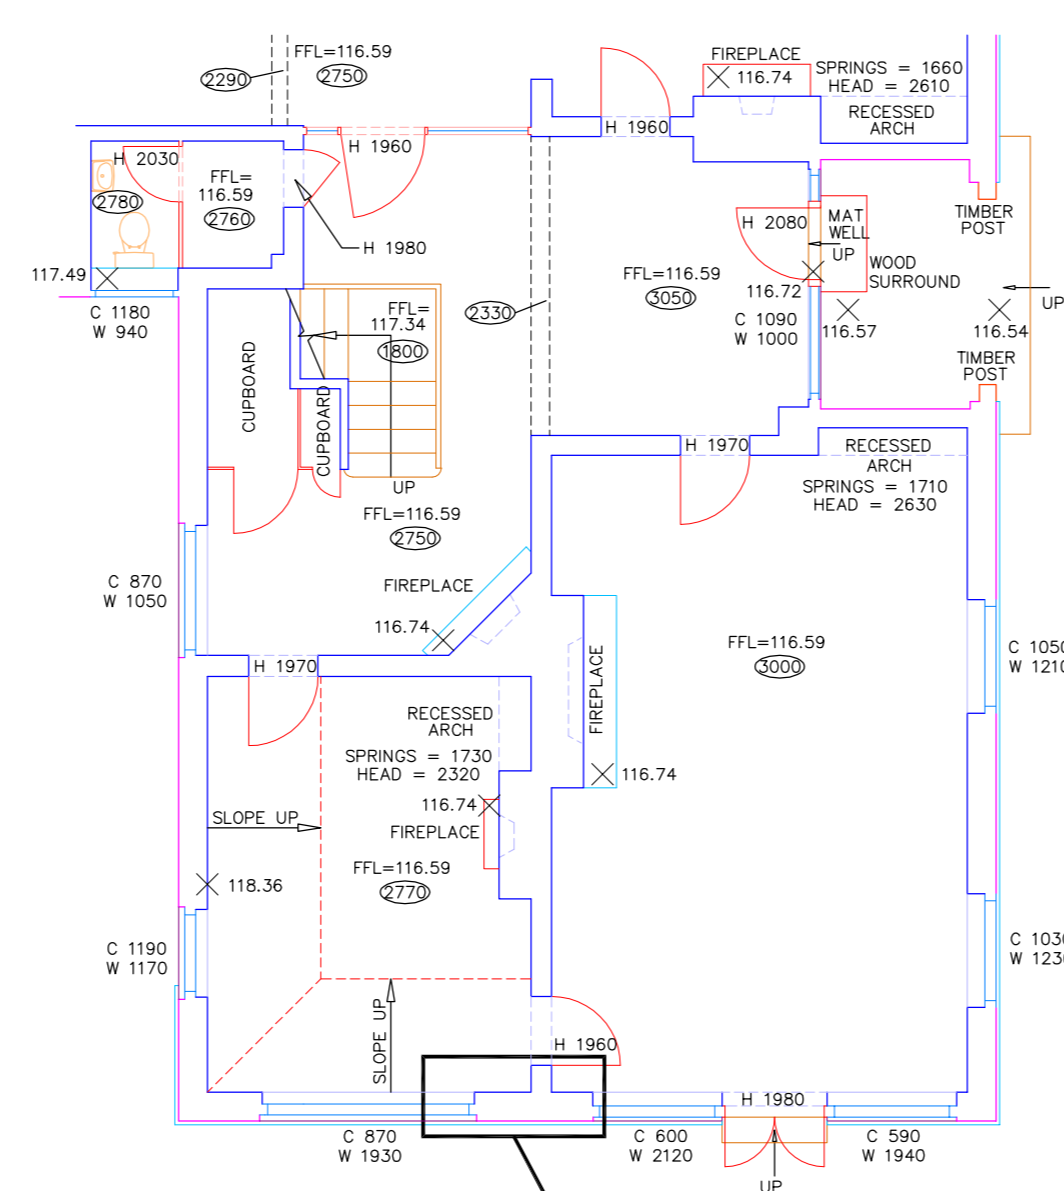 FFL=116.59
2750
2290
FIREPLACE
116.74
SPRINGS = 1660
HEAD = 2610
RECESSED
ARCH
H 1960
H 1960
H 2030
2780
FFL=
116.59
2760
H 1980
117.49
C 1180
W 940
H 2080
MAT
WELL
UP
WOOD
SURROUND
TIMBER
POST
UP
FFL=116.59
3050
116.72
116.57
116.54
2330
C 1090
W 1000
TIMBER
POST
FFL=
117.34
1800
CUPBOARD
CUPBOARD
UP
FFL=116.59
2750
H 1970
RECESSED
ARCH
SPRINGS = 1710
HEAD = 2630
C 870
W 1050
FIREPLACE
116.74
H 1970
FFL=116.59
3000
FIREPLACE
116.74
C 1050
W 1210
RECESSED
ARCH
SPRINGS = 1730
HEAD = 2320
116.74
FIREPLACE
SLOPE UP
FFL=116.59
2770
118.36
C 1190
W 1170
SLOPE UP
H 1960
C 103
W 123
H 1980
C 870
W 1930
C 600
W 2120
C 590
W 1940
UP